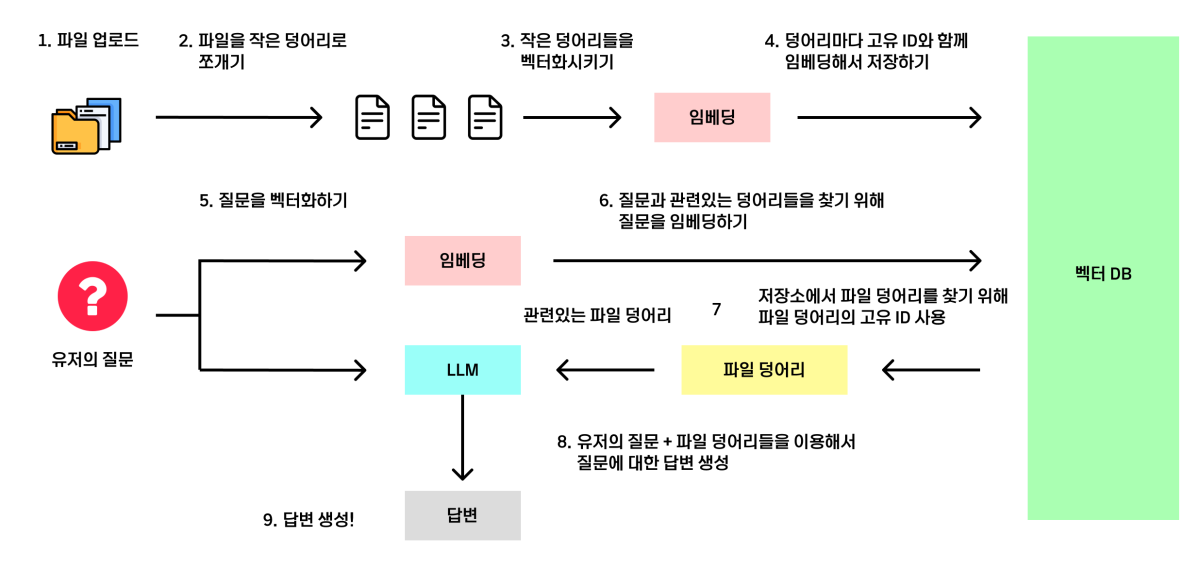 1. 파일 업로드
2. 파일을 작은 덩어리로
쪼개기
3. 작은 덩어리들을
벡터화시키기
4. 덩어리마다 고유 ID와 함께
임베딩해서 저장하기
임베딩
5. 질문을 벡터화하기
6. 질문과 관련있는 덩어리들을 찾기 위해
질문을 임베딩하기
임베딩
벡터 DB
유저의 질문
관련있는 파일 덩어리
7
저장소에서 파일 덩어리를 찾기 위해
파일 덩어리의 고유 ID 사용
LLM
파일 덩어리
8. 유저의 질문 + 파일 덩어리들을 이용해서
질문에 대한 답변 생성
9. 답변 생성!
답변